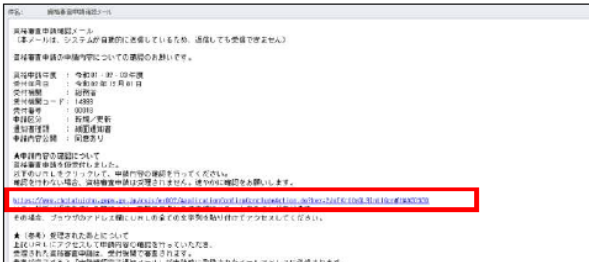 件名: 資格審査申請確認メール
資格審査申請確認メール
（本メールは、システムが自動的に送信しているため、返信しても受信できません）
資格審査申請の申請内容についての確認のお願いです。
資格申請年度 : 令和01・02・03年度
受付年月日 : 令和02年12月01日
受付機関 : 総務省
受付機関コード:
受付番号 :
申請区分 : 新規／更新
通知書種類 : 紙面通知書
申請内容公開 : 同意あり
▲申請内容の確認について
資格審査申請を仮受付しました。
以下のＵＲＬをクリックして、申請内容の確認を行ってください。
確認を行わない場合、資格審査申請は受理されません。速やかに確認をお願いします。
その場合、ブラウザのアドレス欄にＵＲＬの全ての文字列を貼り付けてアクセスしてください。
▲（参考）受理されたあとについて
上記ＵＲＬにアクセスして申請内容の確認を行っていただき、
受理された資格審査申請は、受付機関で審査されます。